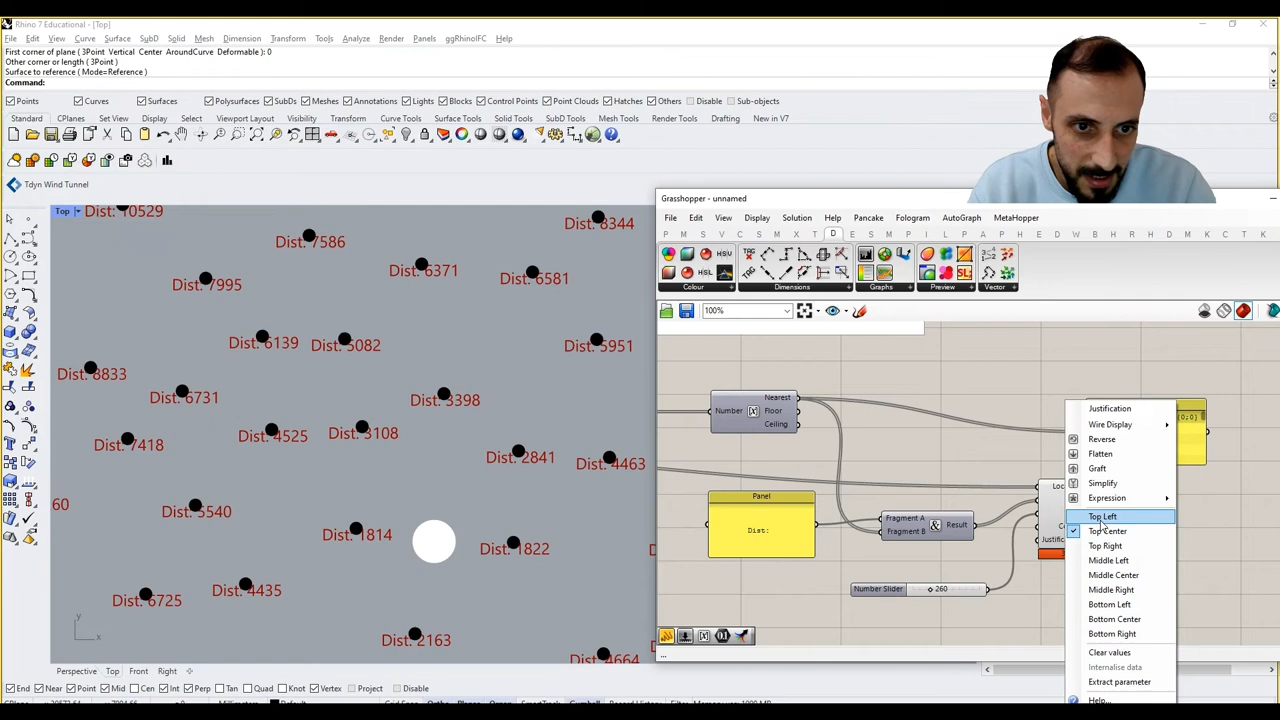 Rhino 7 Educational - [Top]
File Edit View Curve Surface SubD Solid Mesh Dimension Transform Tools Analyze Render Panels ggRhinoIFC Help
First corner of plane ( 3Point Vertical Center AroundCurve Deformable ): 0
Other corner or length ( 3Point )
Surface to reference ( Mode=Reference )
Command:
Points Curves Surfaces Polysurfaces SubDs Meshes Annotations Lights Blocks Control Points Point Clouds Hatches Others Disable Sub-objects
Standard CPlanes Set View Display Select Viewport Layout Visibility Transform Curve Tools Surface Tools Solid Tools SubD Tools Mesh Tools Render Tools Drafting New in V7
Tdyn Wind Tunnel
Top
Dist: 10529
Dist: 8344
Dist: 7586
Dist: 6371
Dist: 6581
Dist: 7995
Dist: 6139
Dist: 5082
Dist: 5951
Dist: 8833
Dist: 6731
Dist: 3398
Dist: 4525
Dist: 3108
Dist: 7418
Dist: 2841
Dist: 4463
60
Dist: 5540
Dist: 1814
Dist: 1822
Dist: 6725
Dist: 4435
Dist: 2163
Dist: 4664
y
x
Perspective Top Front Right
End Near Point Mid Cen Int Perp Tan Quad Knot Vertex Project Disable
Grasshopper - unnamed
File Edit View Display Solution Help Pancake Fologram AutoGraph MetaHopper
P M S V C I S M X T D B E S M F L C P D A D G W T C L B R H M W S T K
Colour Dimensions Graphs Preview Vector
100%
Number
Nearest
Floor
Ceiling
Panel
Dist:
Fragment A
Fragment B
Result
Number Slider
260
{0;0}
Justification
Wire Display
Reverse
Flatten
Graft
Simplify
Expression
Top Left
Top Center
Top Right
Middle Left
Middle Center
Middle Right
Bottom Left
Bottom Center
Bottom Right
Clear values
Internalise data
Extract parameter
Help...